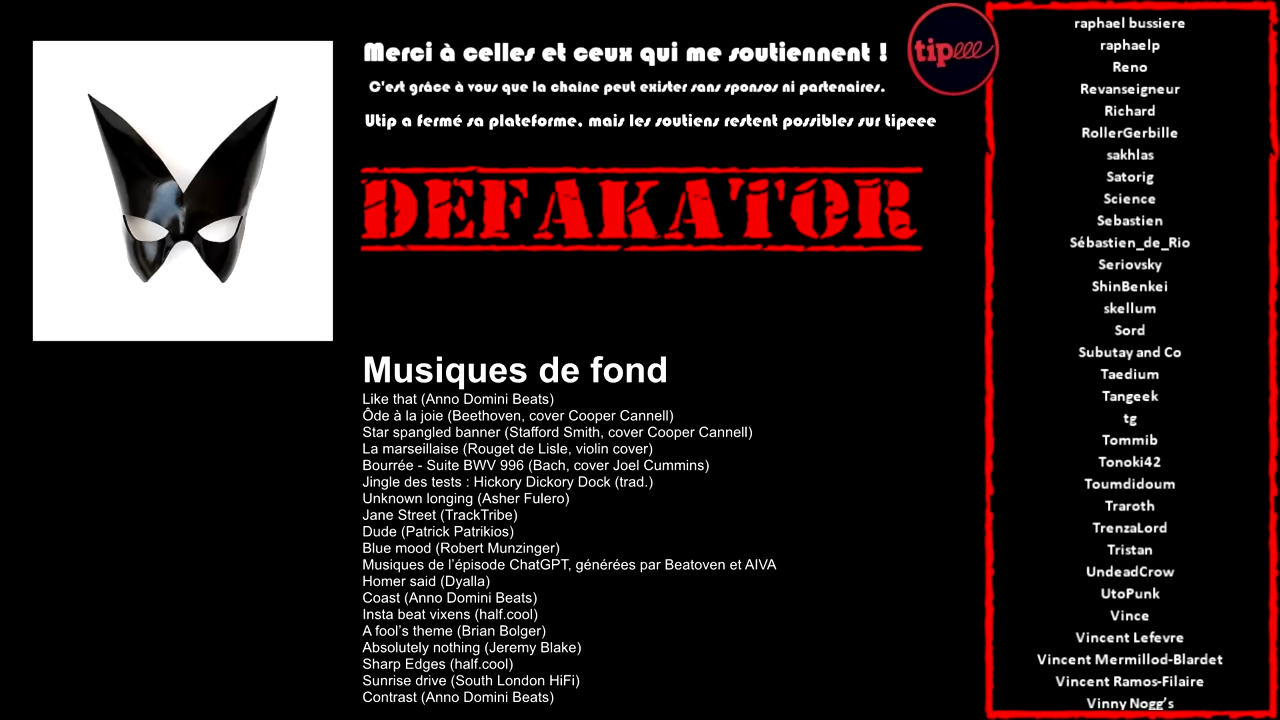 Merci à celles et ceux qui me soutiennent !
C'est grâce à vous que la chaîne peut exister sans sponsos ni partenaires.
Utip a fermé sa plateforme, mais les soutiens restent possibles sur tipeee
tipeee
DEFAKATOR
Musiques de fond
Like that (Anno Domini Beats)
Ôde à la joie (Beethoven, cover Cooper Cannell)
Star spangled banner (Stafford Smith, cover Cooper Cannell)
La marseillaise (Rouget de Lisle, violin cover)
Bourrée - Suite BWV 996 (Bach, cover Joel Cummins)
Jingle des tests : Hickory Dickory Dock (trad.)
Unknown longing (Asher Fulero)
Jane Street (TrackTribe)
Dude (Patrick Patrikios)
Blue mood (Robert Munzinger)
Musiques de l’épisode ChatGPT, générées par Beatoven et AIVA
Homer said (Dyalla)
Coast (Anno Domini Beats)
Insta beat vixens (half.cool)
A fool’s theme (Brian Bolger)
Absolutely nothing (Jeremy Blake)
Sharp Edges (half.cool)
Sunrise drive (South London HiFi)
Contrast (Anno Domini Beats)
raphael bussiere
raphaelp
Reno
Revanseigneur
Richard
RollerGerbille
sakhlas
Satorig
Science
Sebastien
Sébastien_de_Rio
Seriovsky
ShinBenkei
skellum
Sord
Subutay and Co
Taedium
Tangeek
tg
Tommib
Tonoki42
Toumdidoum
Traroth
TrenzaLord
Tristan
UndeadCrow
UtoPunk
Vince
Vincent Lefevre
Vincent Mermillod-Blardet
Vincent Ramos-Filaire
Vinny Nogg’s